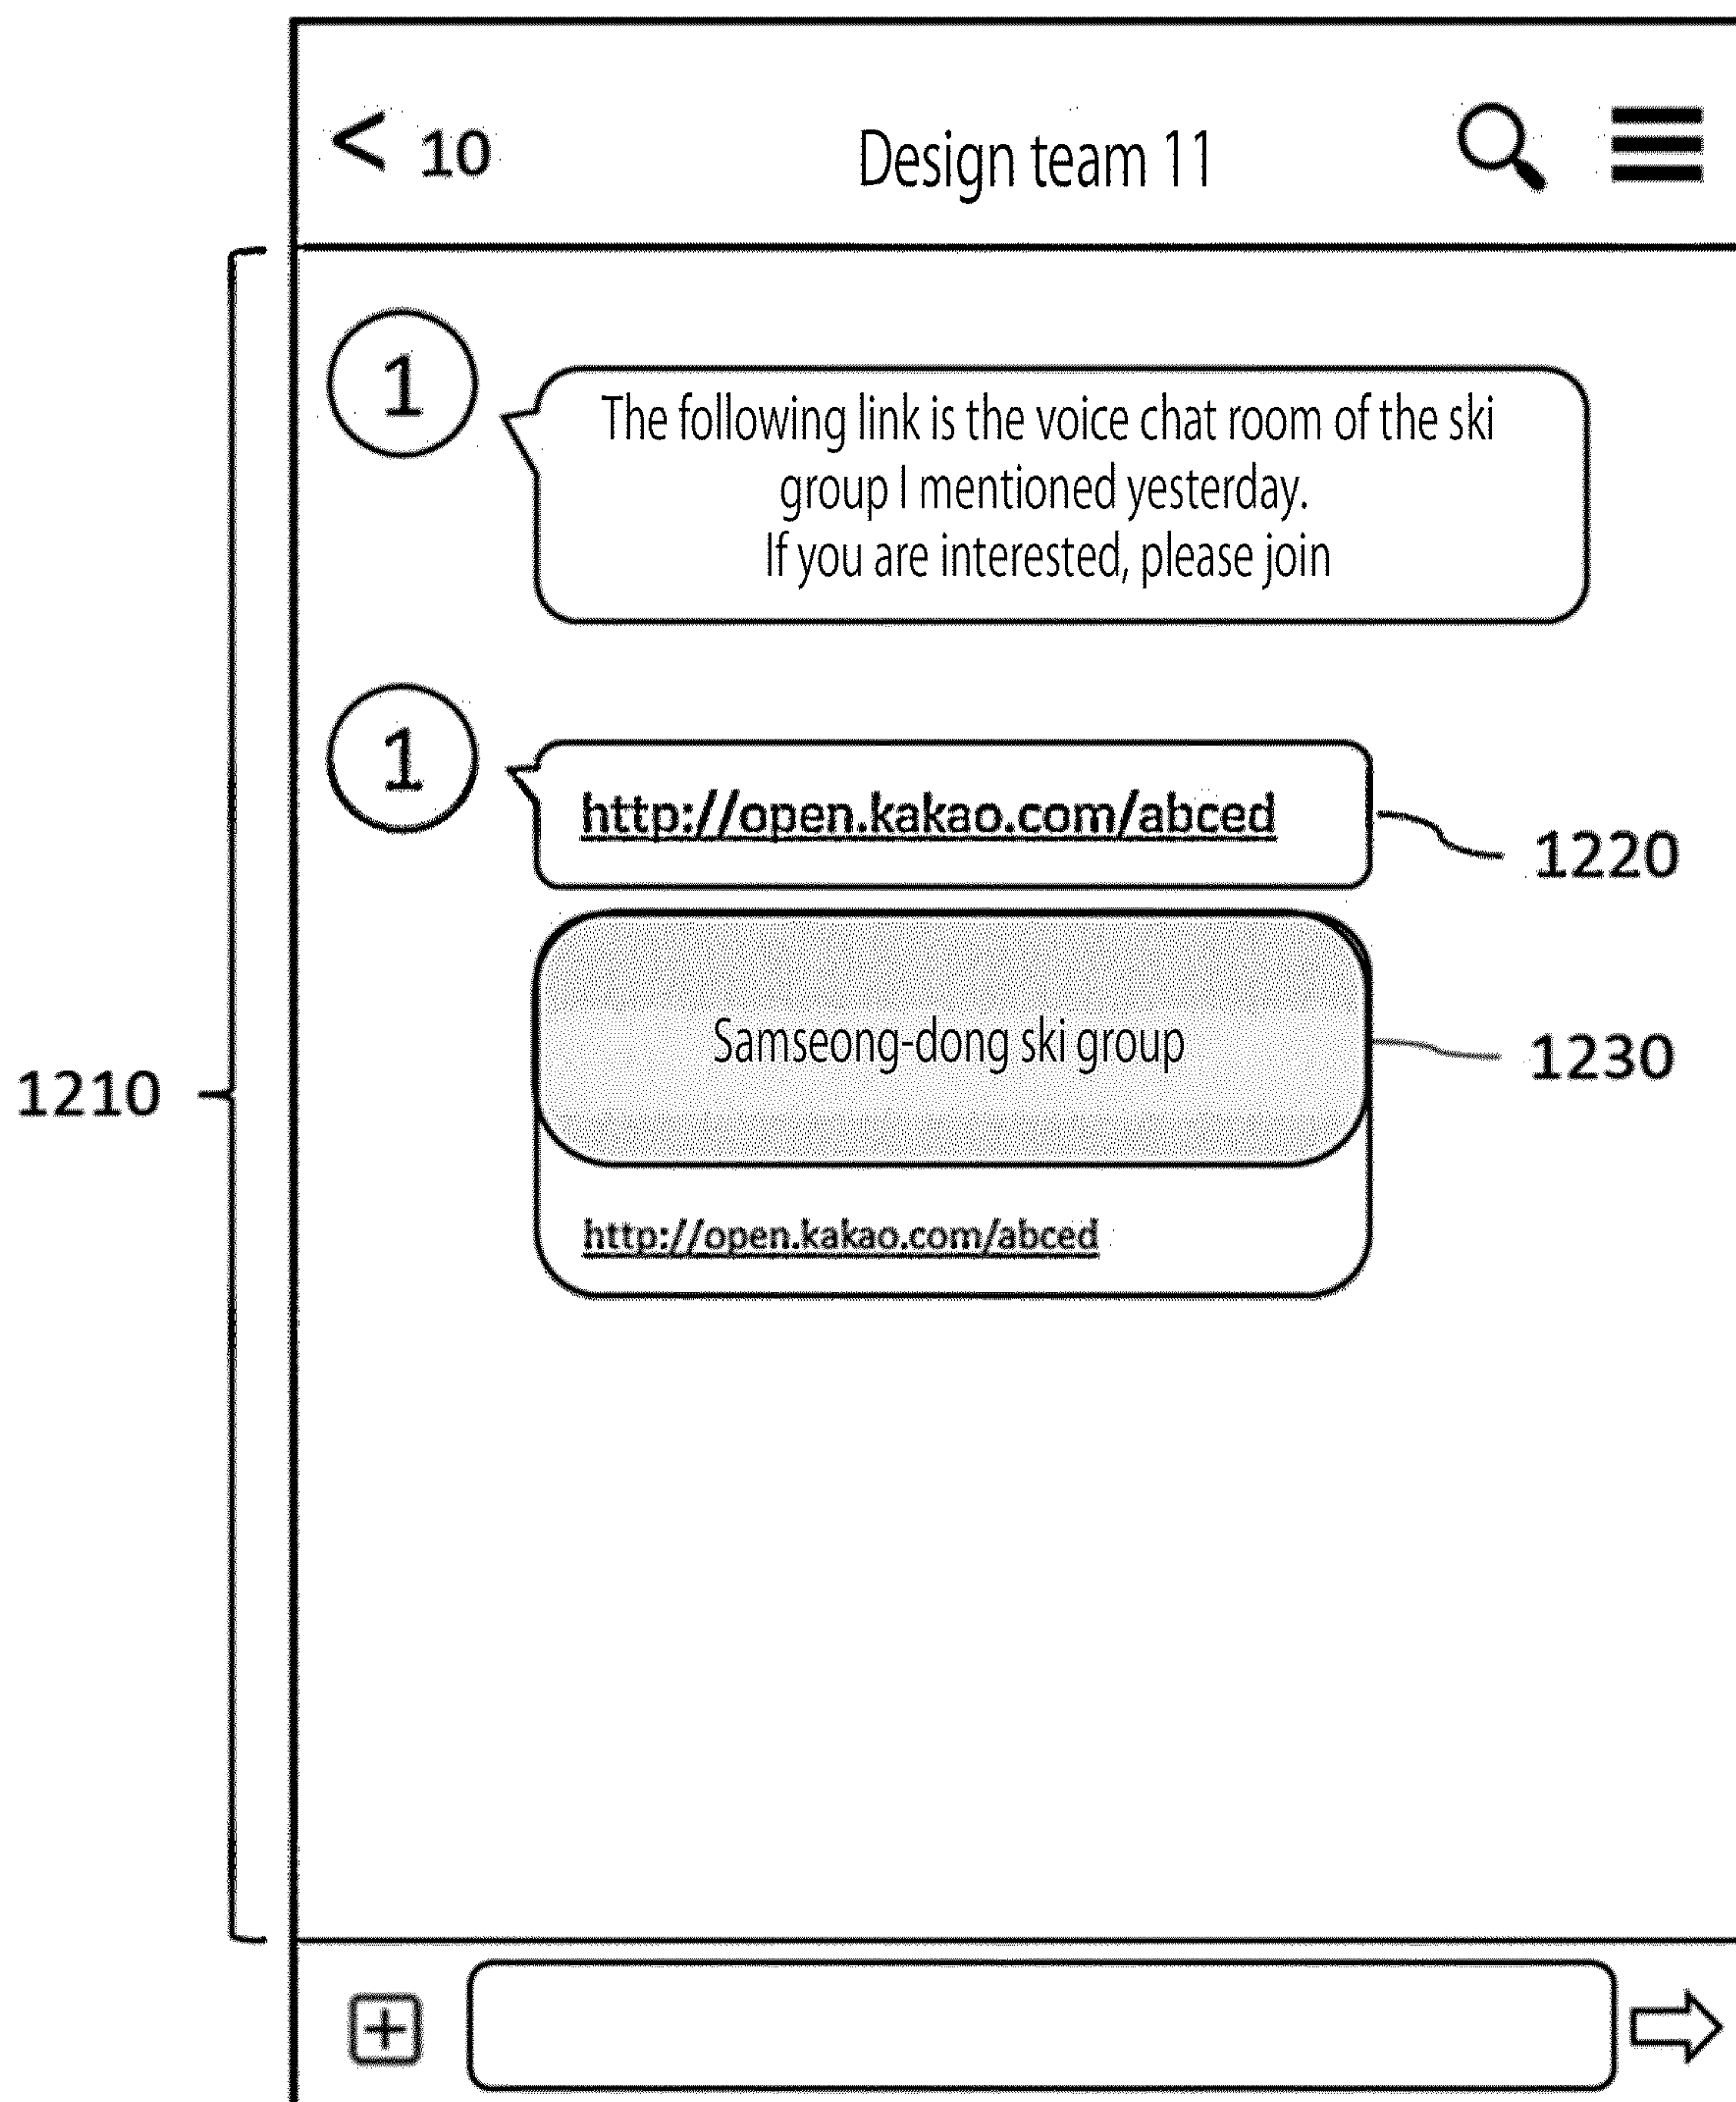 < 10
Design team 11
1
The following link is the voice chat room of the ski
group I mentioned yesterday.
If you are interested, please join
1
http://open.kakao.com/abced
1220
Samseong-dong ski group
1230
1210
http://open.kakao.com/abced